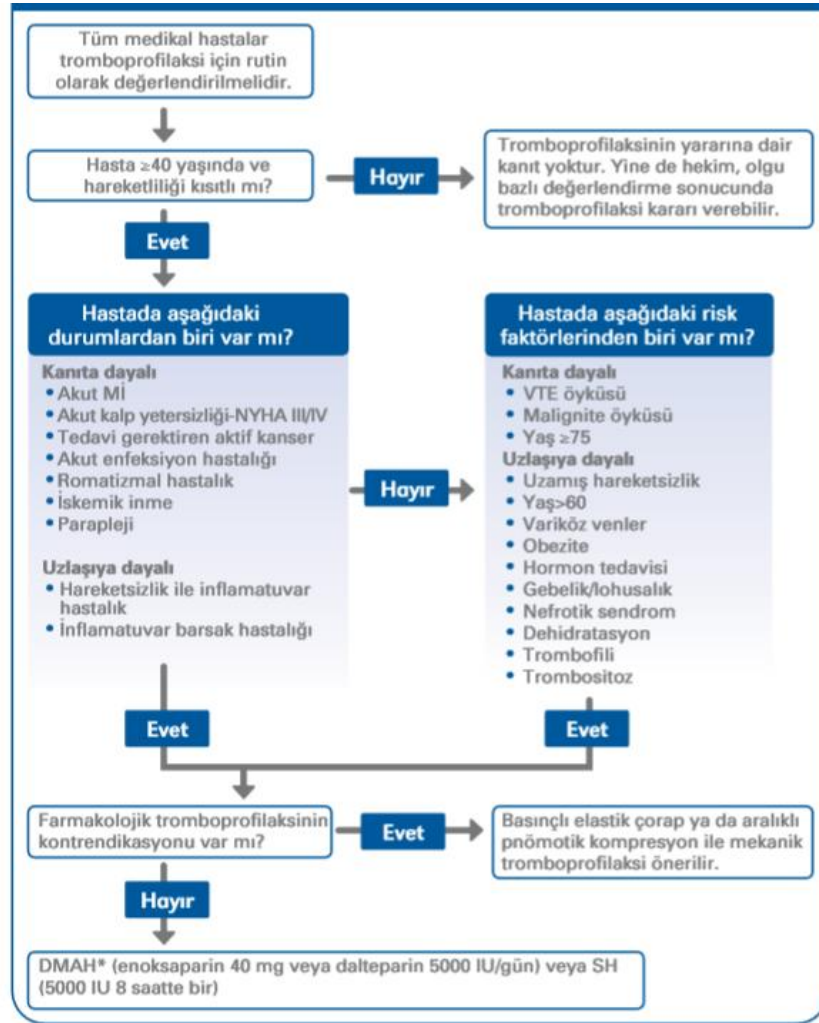 Tüm medikal hastalar
tromboprofilaksi için rutin
olarak değerlendirilmelidir.
Hasta ≥40 yaşında ve
hareketliliği kısıtlı mı?
Hayır
Tromboprofilaksinin yararına dair
kanıt yoktur. Yine de hekim, olgu
bazlı değerlendirme sonucunda
tromboprofilaksi kararı verebilir.
Evet
Hastada aşağıdaki
durumlardan biri var mı?
Kanıta dayalı
• Akut Mİ
• Akut kalp yetersizliği-NYHA III/IV
• Tedavi gerektiren aktif kanser
• Akut enfeksiyon hastalığı
• Romatizmal hastalık
• İskemik inme
• Parapleji
Uzlaşıya dayalı
• Hareketsizlik ile inflamatuvar
hastalık
• İnflamatuvar barsak hastalığı
Hayır
Hastada aşağıdaki risk
faktörlerinden biri var mı?
Kanıta dayalı
• VTE öyküsü
• Malignite öyküsü
• Yaş ≥75
Uzlaşıya dayalı
• Uzamış hareketsizlik
• Yaş>60
• Variköz venler
• Obezite
• Hormon tedavisi
• Gebelik/lohusalık
• Nefrotik sendrom
• Dehidratasyon
• Trombofili
• Trombositoz
Evet
Evet
Farmakolojik tromboprofilaksinin
kontrendikasyonu var mı?
Evet
Basınçlı elastik çorap ya da aralıklı
pnömotik kompresyon ile mekanik
tromboprofilaksi önerilir.
Hayır
DMAH* (enoksaparin 40 mg veya dalteparin 5000 IU/gün) veya SH
(5000 IU 8 saatte bir)